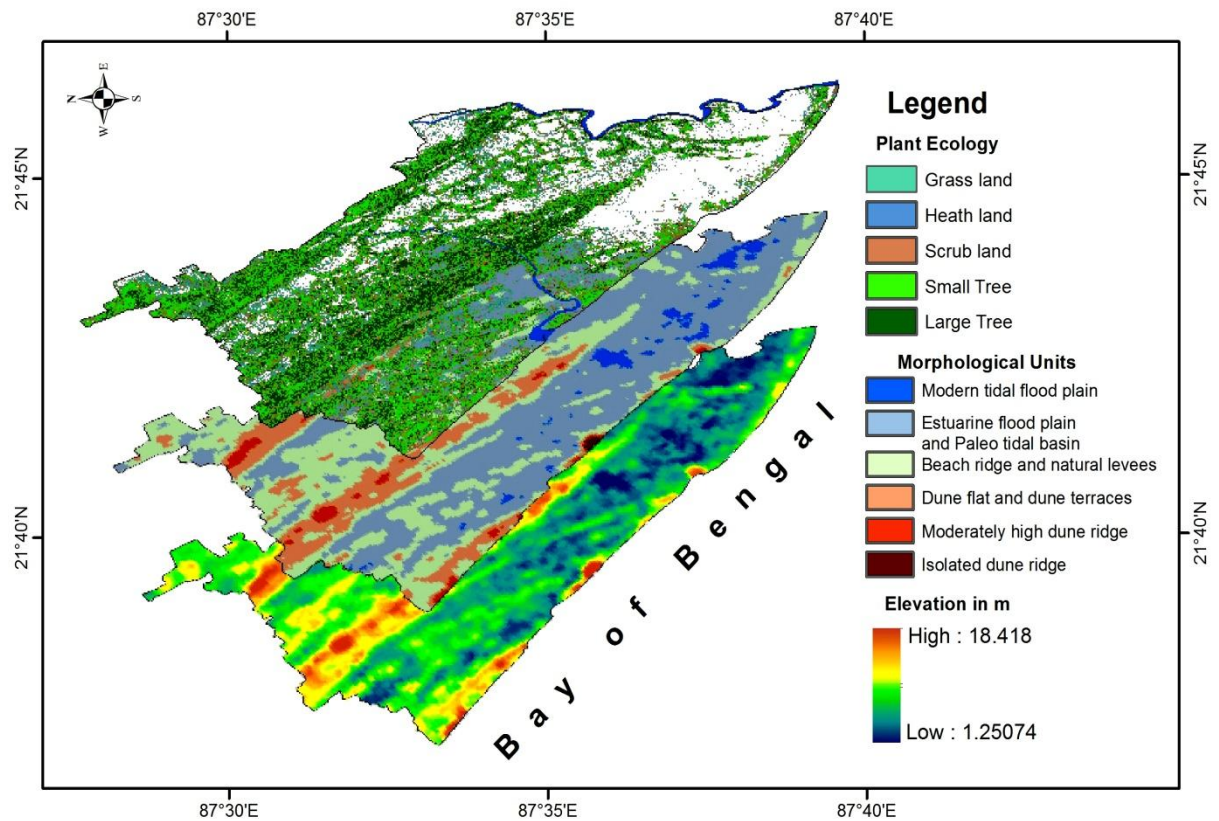 87°30'E
87°35'E
87°40'E
E
N
S
W
21°45'N
21°45'N
21°40'N
21°40'N
Legend
Plant Ecology
Grass land
Heath land
Scrub land
Small Tree
Large Tree
Morphological Units
Modern tidal flood plain
Estuarine flood plain
and Paleo tidal basin
Beach ridge and natural levees
Dune flat and dune terraces
Moderately high dune ridge
Isolated dune ridge
Elevation in m
High : 18.418
Low : 1.25074
Bay of Bengal
87°30'E
87°35'E
87°40'E